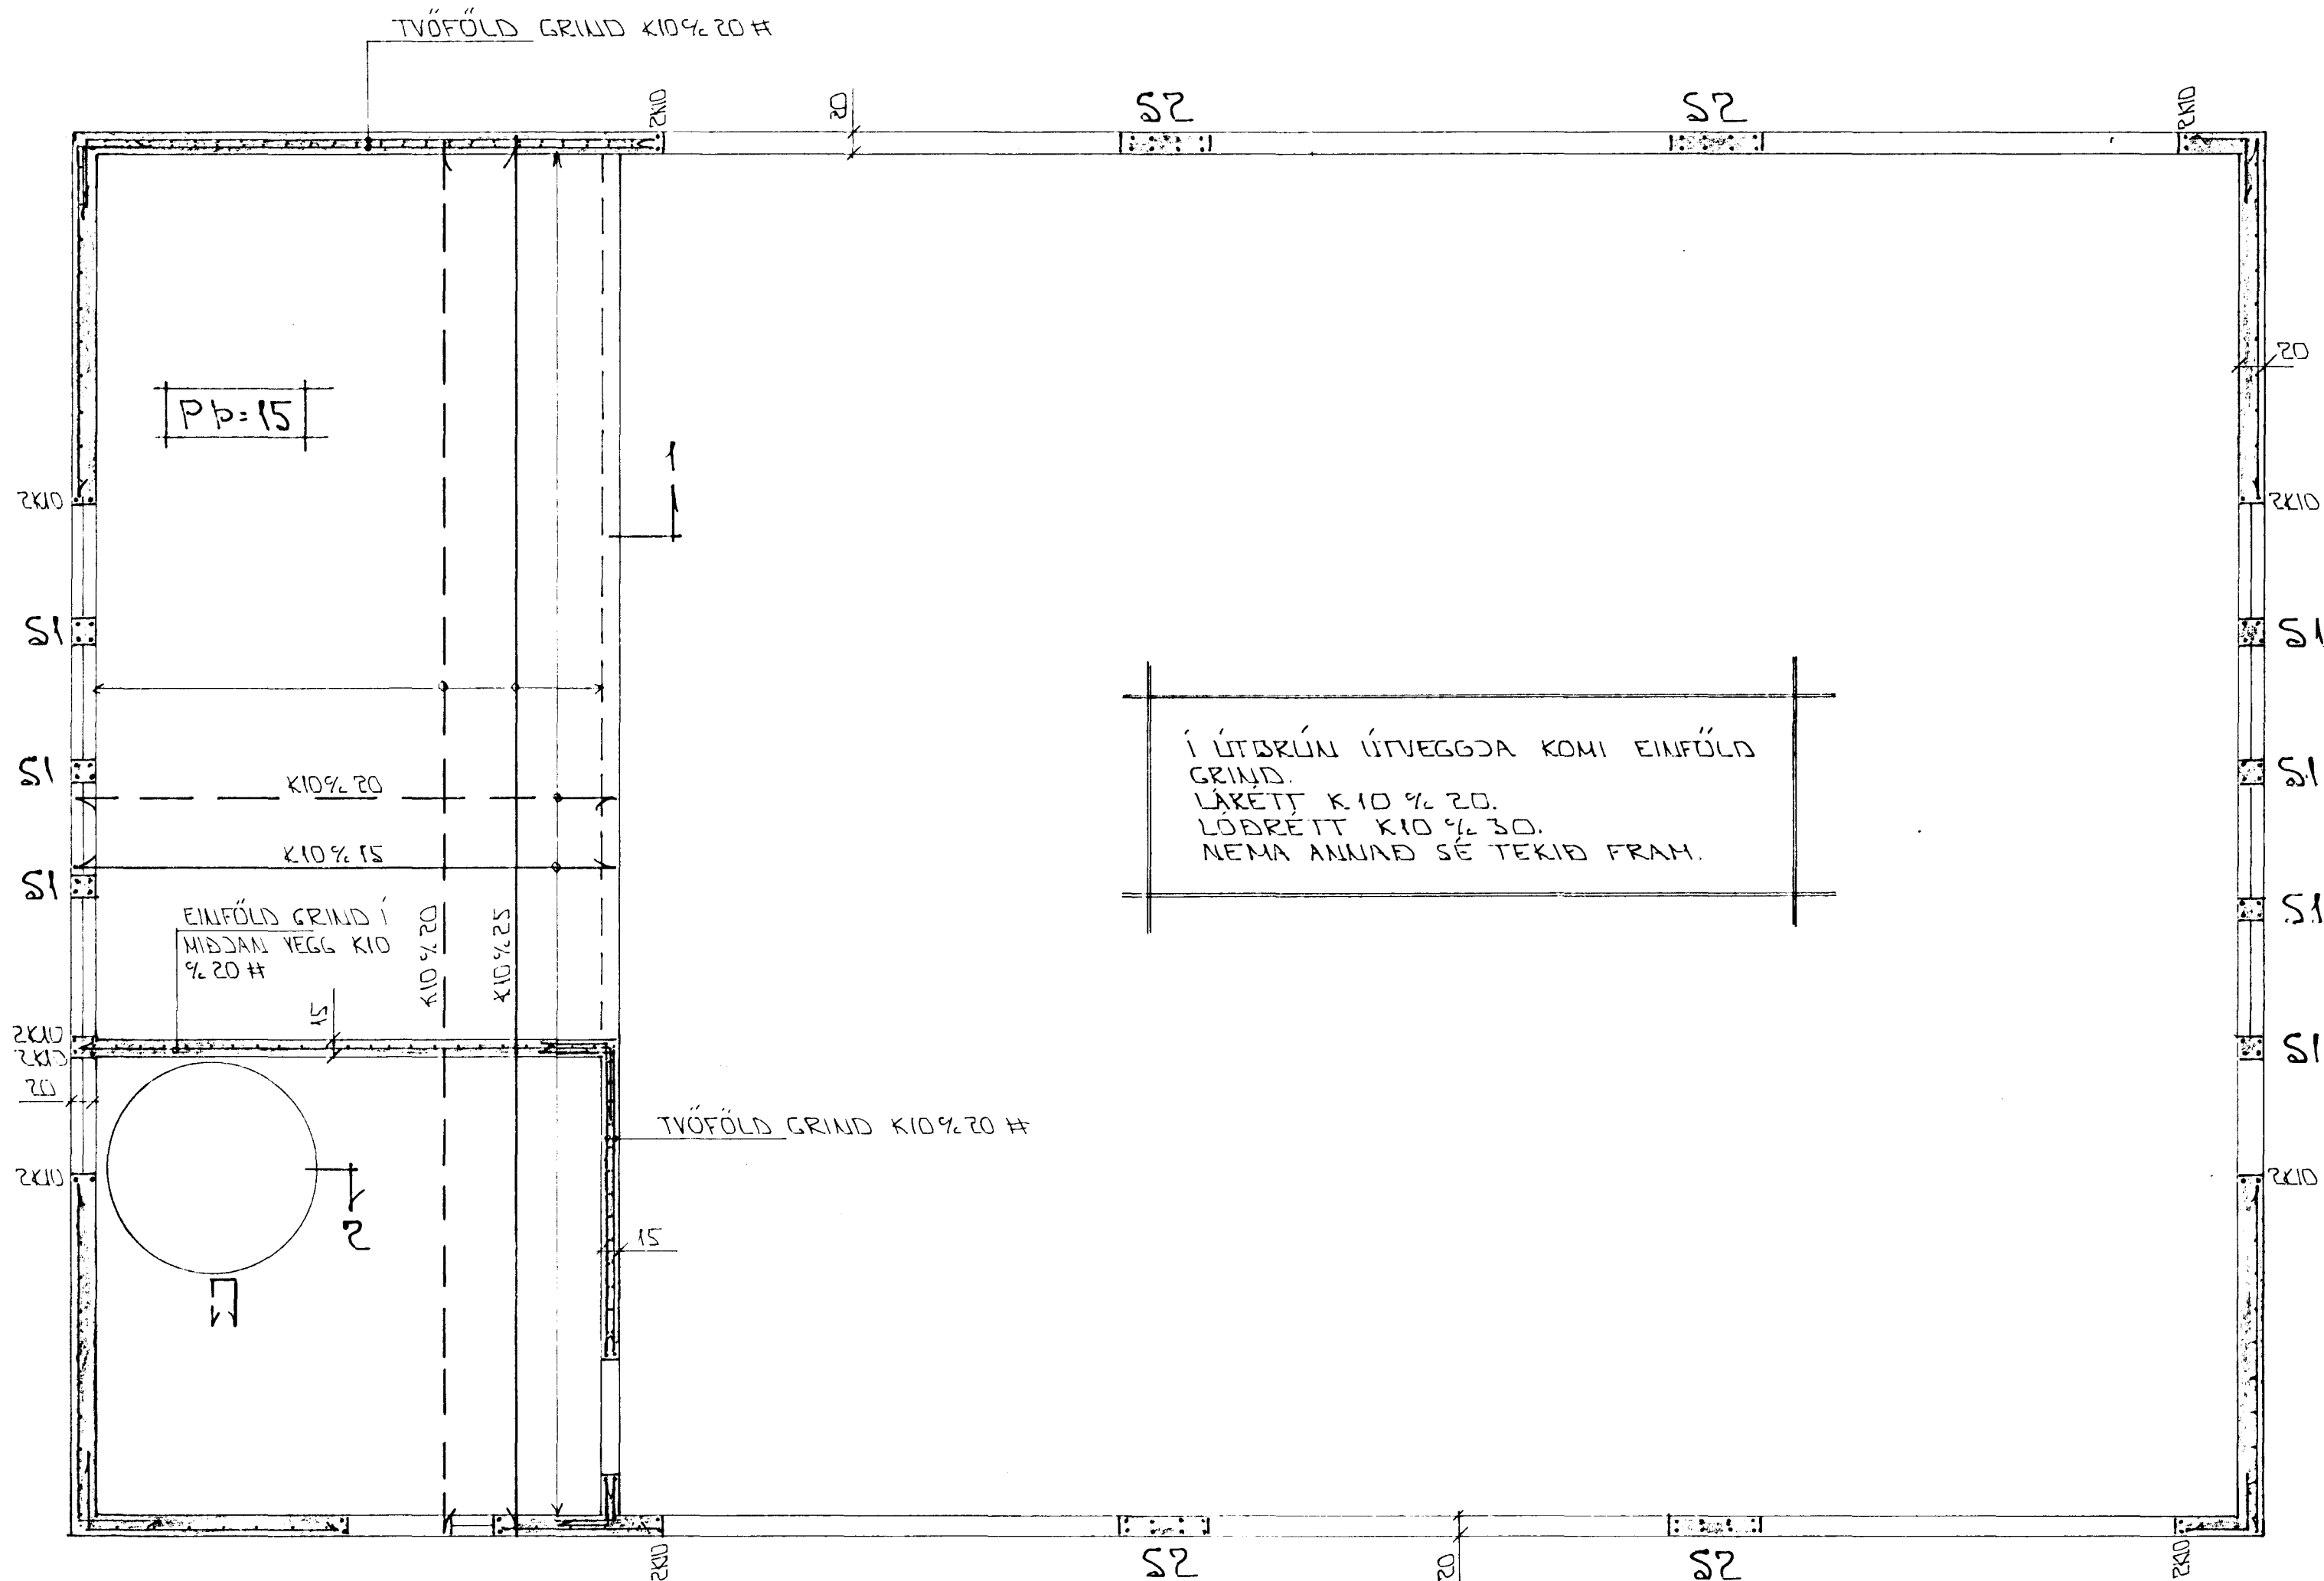 TVÖFÖLD GRIND K10 % 20 #
2K10
20
S2
S2
2K10
20
Pþ=15
1
2K10
2K10
S1
S1
Í ÚTBRÚN ÚTVEGGJA KOMI EINFÖLD
GRIND.
LÁRÉTT K10 % 20.
LÓÐRÉTT K10 % 30.
NEMA ANNAÐ SÉ TEKIÐ FRAM.
S1
K10 % 20
S1
K10 % 15
S1
S1
EINFÖLD GRIND Í
MIÐJAN VEGG K10
% 20 #
K10 % 20
K10 % 25
15
2K10
2K10
20
S1
TVÖFÖLD GRIND K10 % 20 #
2K10
2K10
2
15
2K10
S2
20
S2
2K10